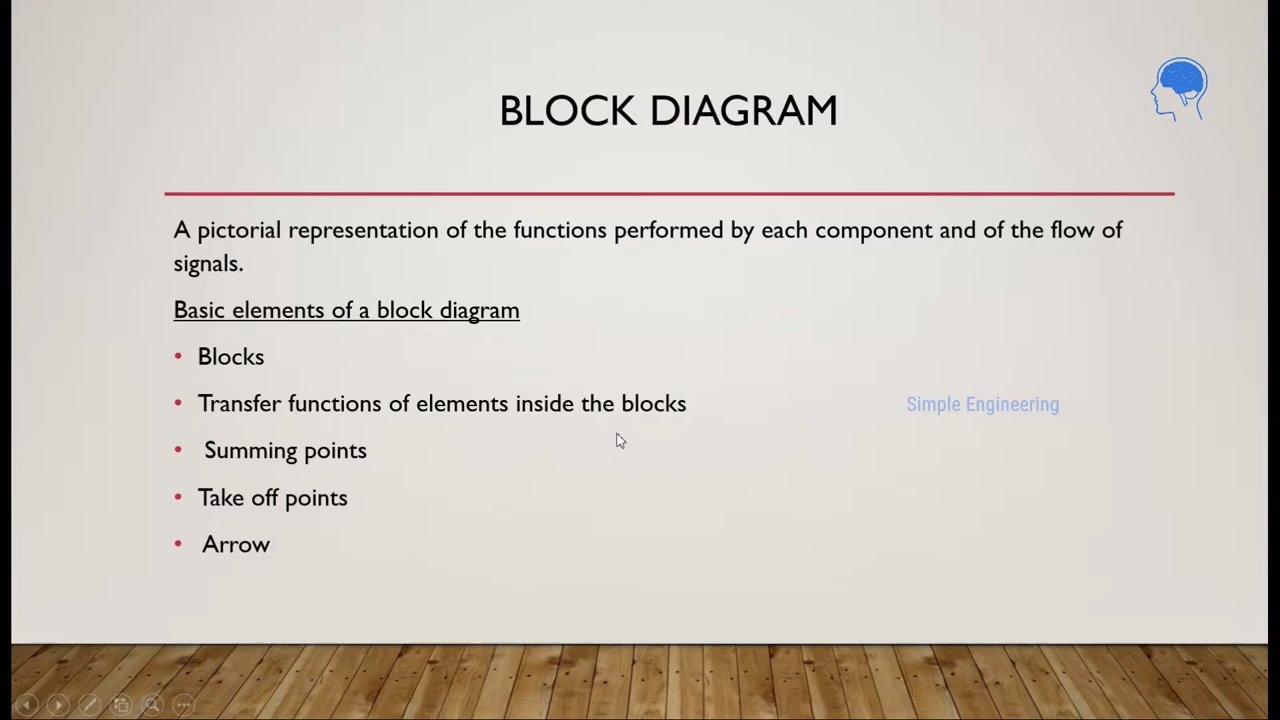 BLOCK DIAGRAM
A pictorial representation of the functions performed by each component and of the flow of
signals.
Basic elements of a block diagram
• Blocks
• Transfer functions of elements inside the blocks
Simple Engineering
• Summing points
• Take off points
• Arrow